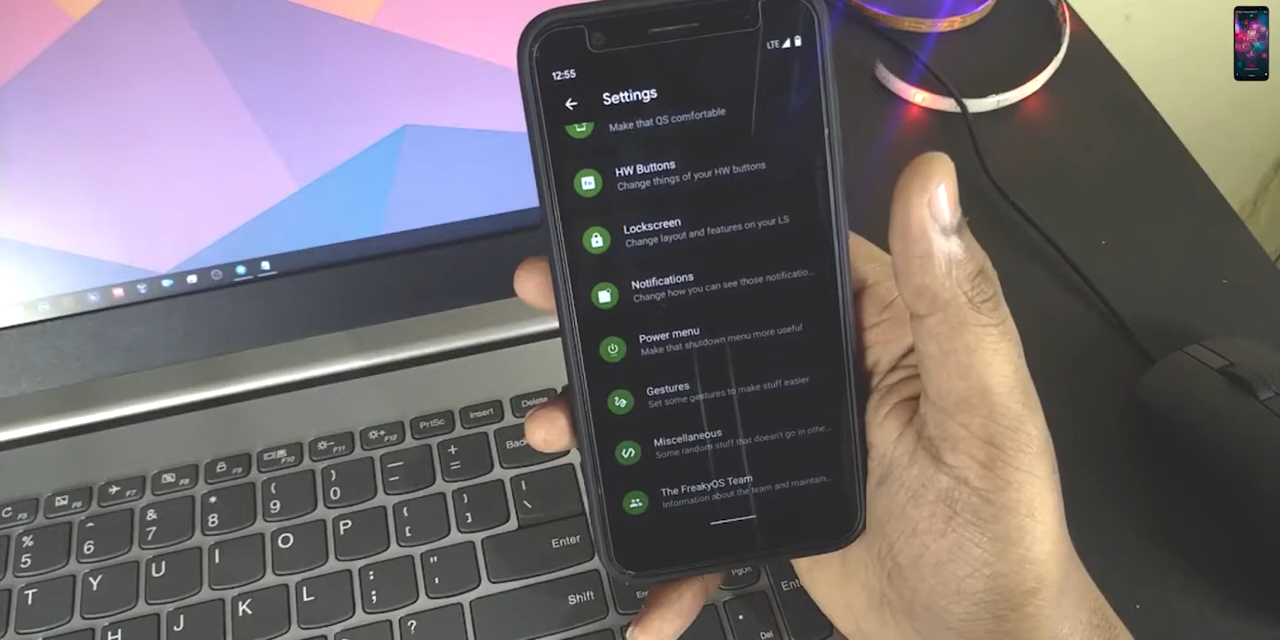 12:55
LTE
Settings
Make that QS comfortable
HW Buttons
Change things of your HW buttons
Lockscreen
Change layout and features on your LS
Notifications
Change how you can see those notificatio...
Power menu
Make that shutdown menu more useful
Gestures
Set some gestures to make stuff easier
Miscellaneous
Some random stuff that doesn't go in othe...
The FreakyOS Team
Information about the team and maintain...
C F5 F6 F7 F8 F9 F10 F11 F12 PrtSc Insert Delete
% 5 ^ 6 & 7 * 8 ( 9 ) 0 — - + = Bac
T Y U I O P { [ } ] | \
H J K L : ; " ' Enter
? Shift
En PgUn
Ent
Del